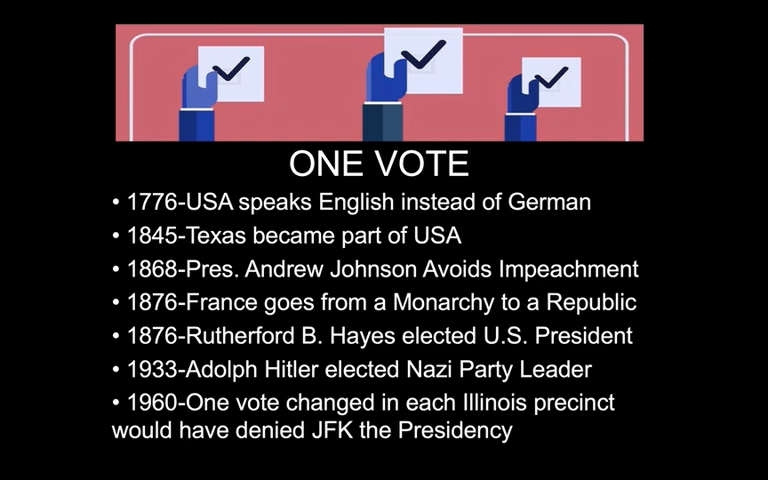 ONE VOTE
• 1776-USA speaks English instead of German
• 1845-Texas became part of USA
• 1868-Pres. Andrew Johnson Avoids Impeachment
• 1876-France goes from a Monarchy to a Republic
• 1876-Rutherford B. Hayes elected U.S. President
• 1933-Adolph Hitler elected Nazi Party Leader
• 1960-One vote changed in each Illinois precinct
would have denied JFK the Presidency